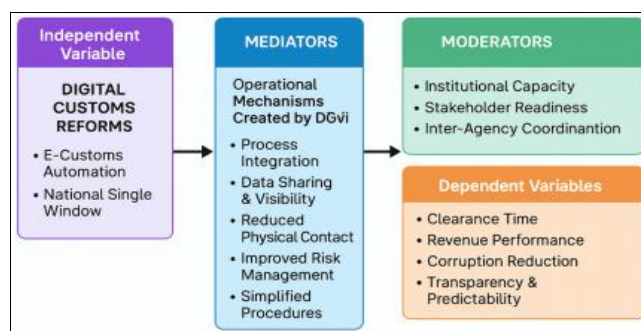 Independent
Variable
DIGITAL
CUSTOMS
REFORMS
• E-Customs
Automation
• National Single
Window
MEDIATORS
Operational
Mechanisms
Created by DGvi
• Process
Integration
• Data Sharing
& Visibility
• Reduced
Physical Contact
• Improved Risk
Management
• Simplified
Procedures
MODERATORS
• Institutional Capacity
• Stakeholder Readiness
• Inter-Agency Coordinantion
Dependent Variables
• Clearance Time
• Revenue Performance
• Corruption Reduction
• Transparency &
Predictability